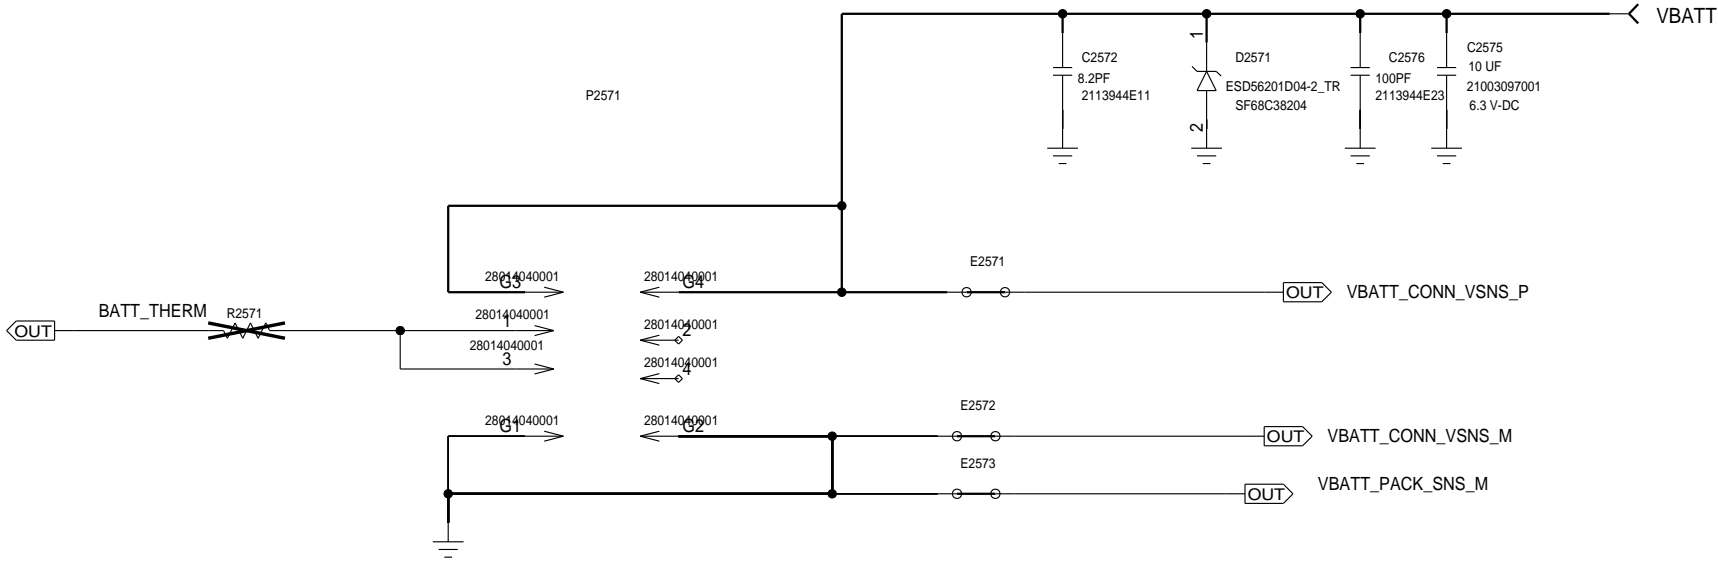 VBATT
C2572
8.2PF
2113944E11
1
D2571
ESD56201D04-2_TR
SF68C38204
2
C2576
100PF
2113944E23
C2575
10 UF
21003097001
6.3 V-DC
P2571
E2571
28014040001
G3
28014040001
G4
OUT
VBATT_CONN_VSNS_P
BATT_THERM
R2571
OUT
28014040001
1
28014040001
2
28014040001
3
28014040001
4
28014040001
G1
28014040001
G2
E2572
OUT
VBATT_CONN_VSNS_M
E2573
OUT
VBATT_PACK_SNS_M